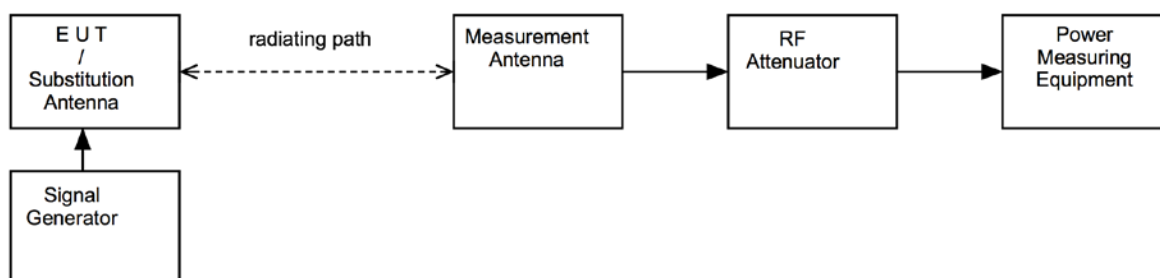 E U T
/
Substitution
Antenna
radiating path
Measurement
Antenna
RF
Attenuator
Power
Measuring
Equipment
Signal
Generator